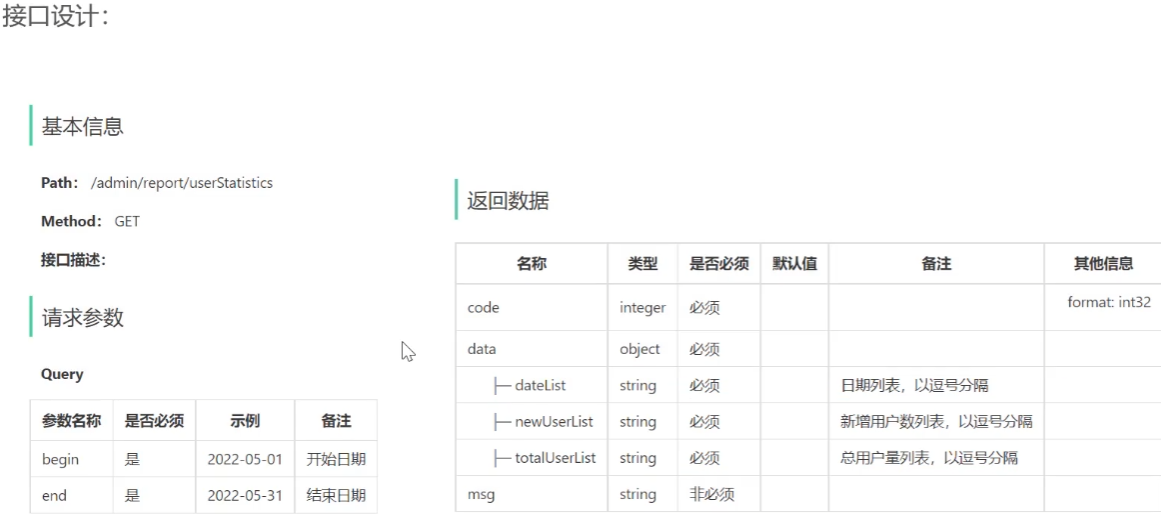 接口设计：
基本信息
Path： /admin/report/userStatistics
Method： GET
接口描述：
请求参数
Query
参数名称 是否必须 示例 备注
begin 是 2022-05-01 开始日期
end 是 2022-05-31 结束日期
返回数据
名称 类型 是否必须 默认值 备注 其他信息
code integer 必须 format: int32
data object 必须
├─ dateList string 必须 日期列表，以逗号分隔
├─ newUserList string 必须 新增用户数列表，以逗号分隔
├─ totalUserList string 必须 总用户量列表，以逗号分隔
msg string 非必须